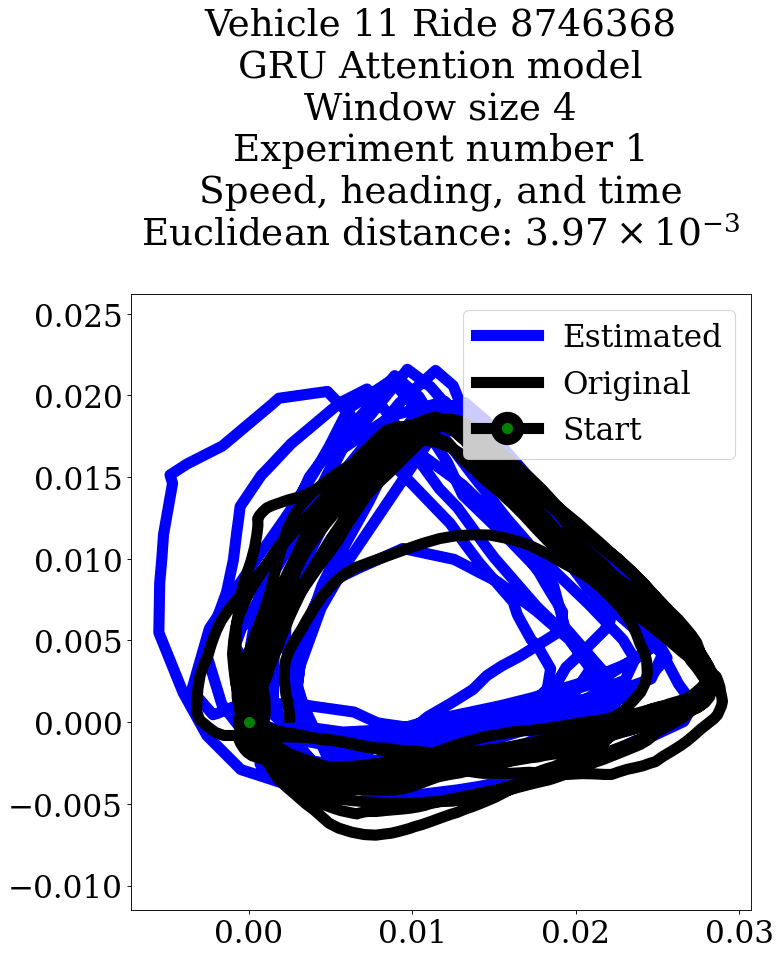 Vehicle 11 Ride 8746368
GRU Attention model
Window size 4
Experiment number 1
Speed, heading, and time
Euclidean distance: 3.97 × 10⁻³
0.025
0.020
0.015
0.010
0.005
0.000
−0.005
−0.010
Estimated
Original
Start
0.00 0.01 0.02 0.03